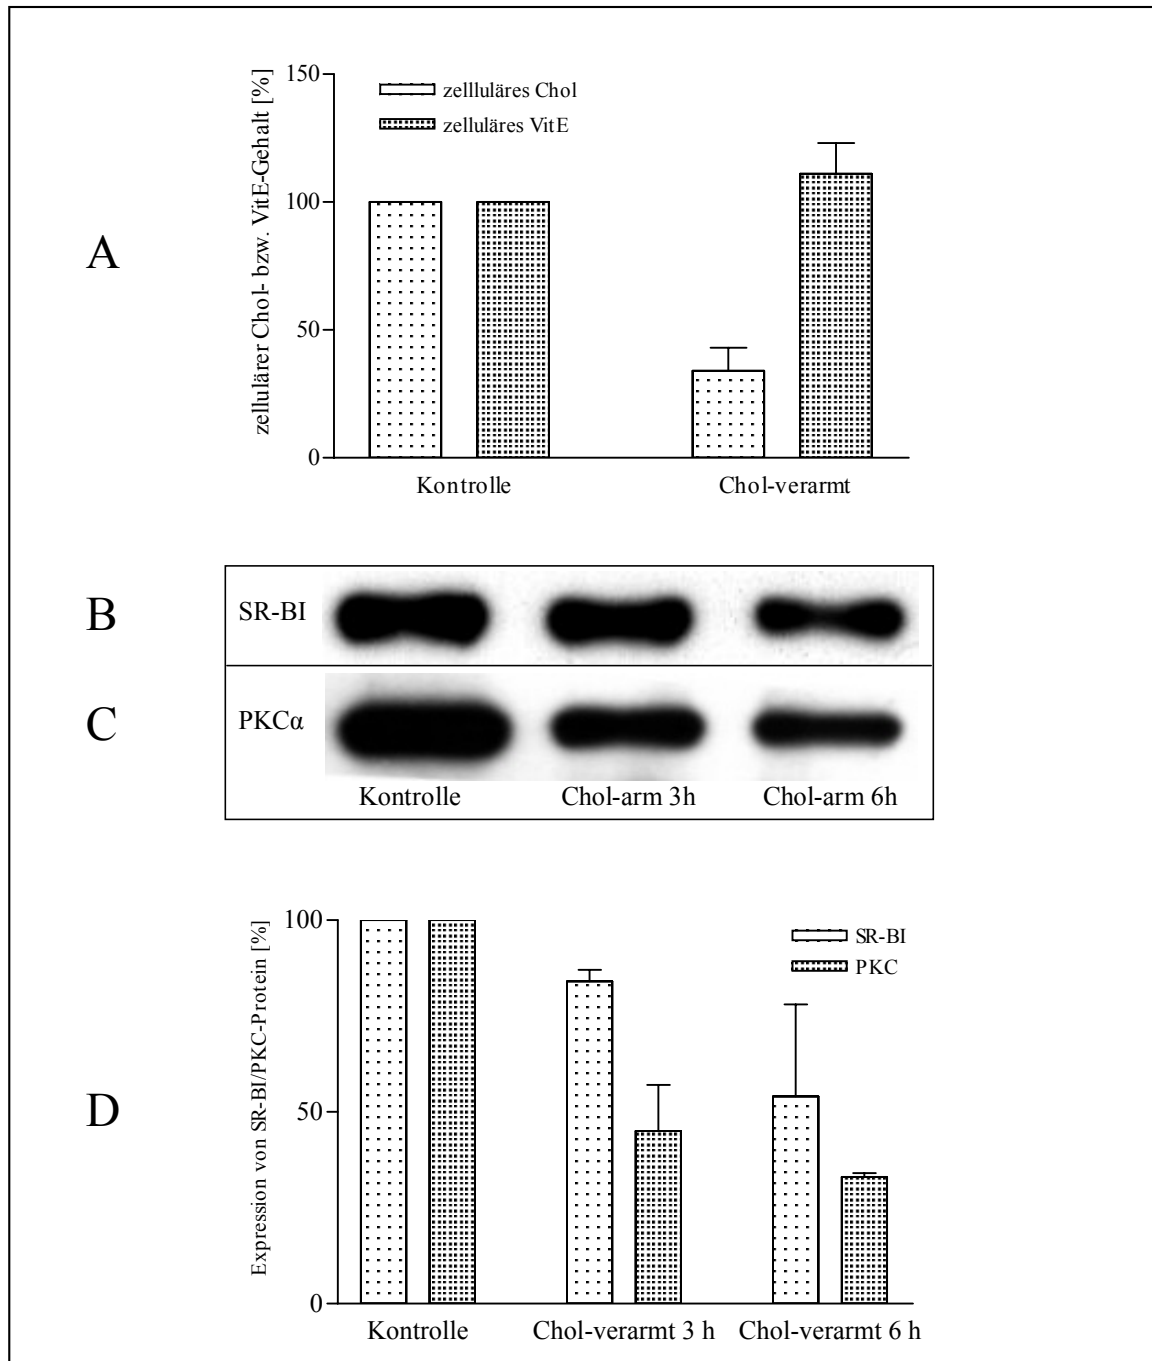 A
zellulärer Chol- bzw. VitE-Gehalt [%]
150
100
50
0
zellluläres Chol
zelluläres VitE
Kontrolle
Chol-verarmt
B
SR-BI
C
PKCα
Kontrolle
Chol-arm 3h
Chol-arm 6h
D
Expression von SR-BI/PKC-Protein [%]
100
50
0
SR-BI
PKC
Kontrolle
Chol-verarmt 3 h
Chol-verarmt 6 h